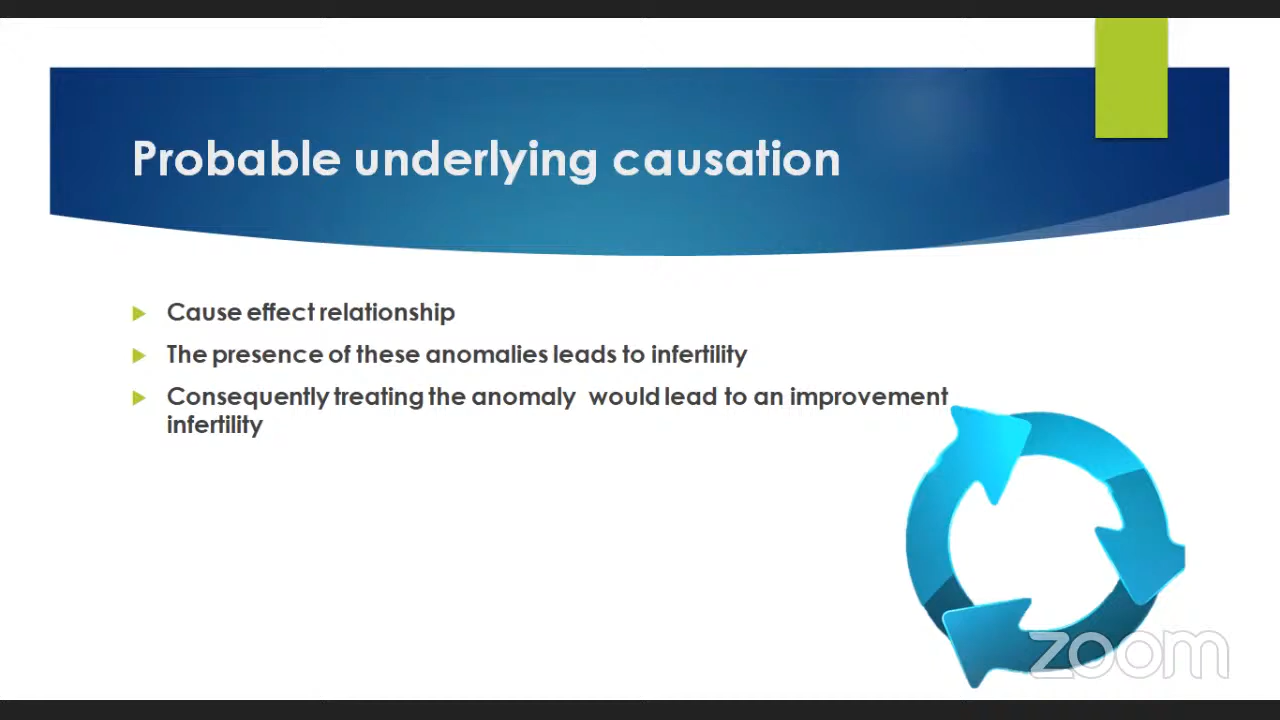 Probable underlying causation
Cause effect relationship
The presence of these anomalies leads to infertility
Consequently treating the anomaly would lead to an improvement
infertility
zoom